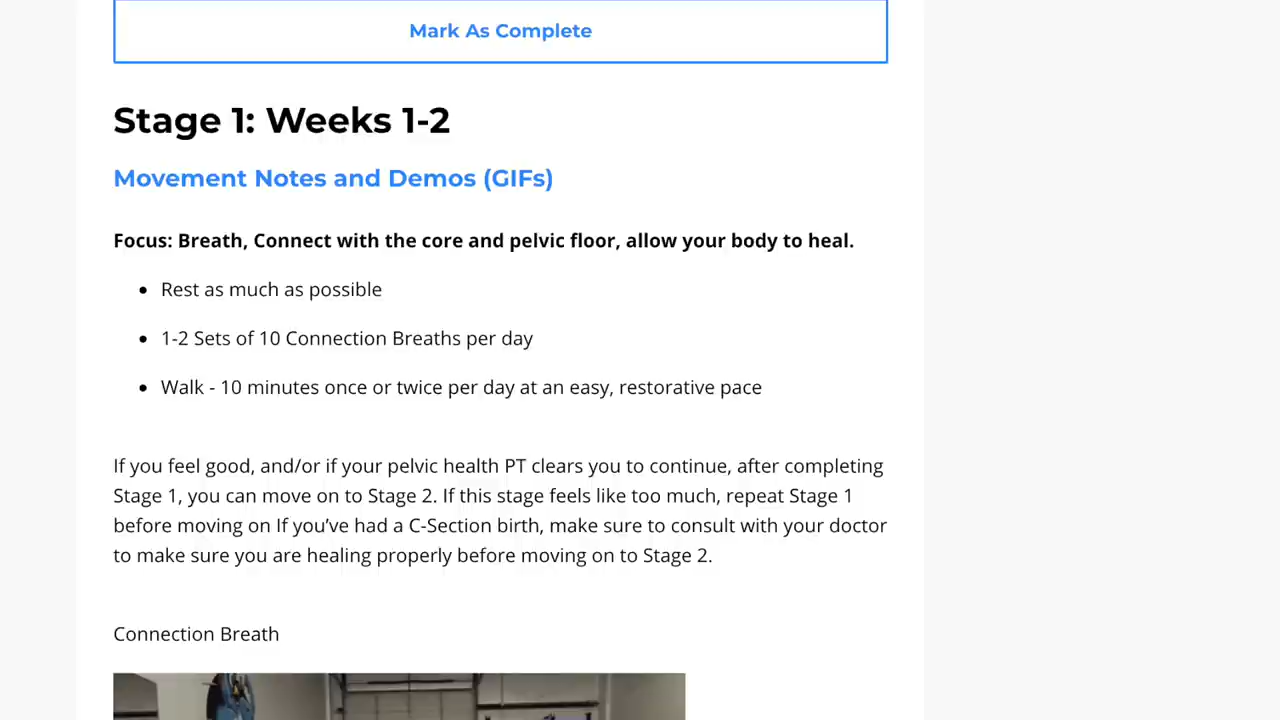 Mark As Complete
Stage 1: Weeks 1-2
Movement Notes and Demos (GIFs)
Focus: Breath, Connect with the core and pelvic floor, allow your body to heal.
• Rest as much as possible
• 1-2 Sets of 10 Connection Breaths per day
• Walk - 10 minutes once or twice per day at an easy, restorative pace
If you feel good, and/or if your pelvic health PT clears you to continue, after completing
Stage 1, you can move on to Stage 2. If this stage feels like too much, repeat Stage 1
before moving on If you’ve had a C-Section birth, make sure to consult with your doctor
to make sure you are healing properly before moving on to Stage 2.
Connection Breath